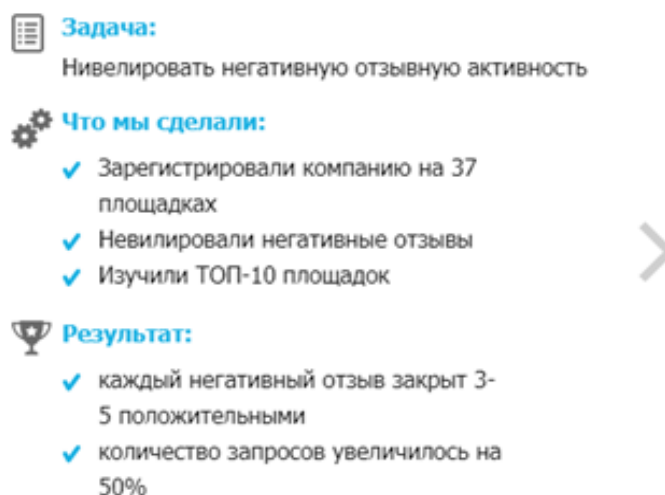 Задача:
Нивелировать негативную отзывную активность
Что мы сделали:
Зарегистрировали компанию на 37
площадках
Невилировали негативные отзывы
Изучили ТОП-10 площадок
Результат:
каждый негативный отзыв закрыт 3-
5 положительными
количество запросов увеличилось на
50%